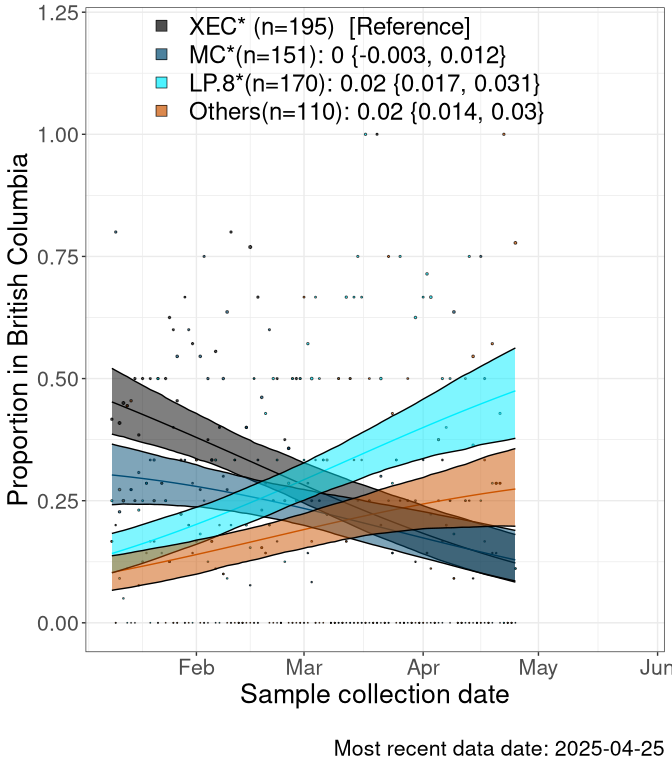 XEC* (n=195) [Reference]
MC*(n=151): 0 {-0.003, 0.012}
LP.8*(n=170): 0.02 {0.017, 0.031}
Others(n=110): 0.02 {0.014, 0.03}
Proportion in British Columbia
1.25
1.00
0.75
0.50
0.25
0.00
Feb Mar Apr May Jun
Sample collection date
Most recent data date: 2025-04-25